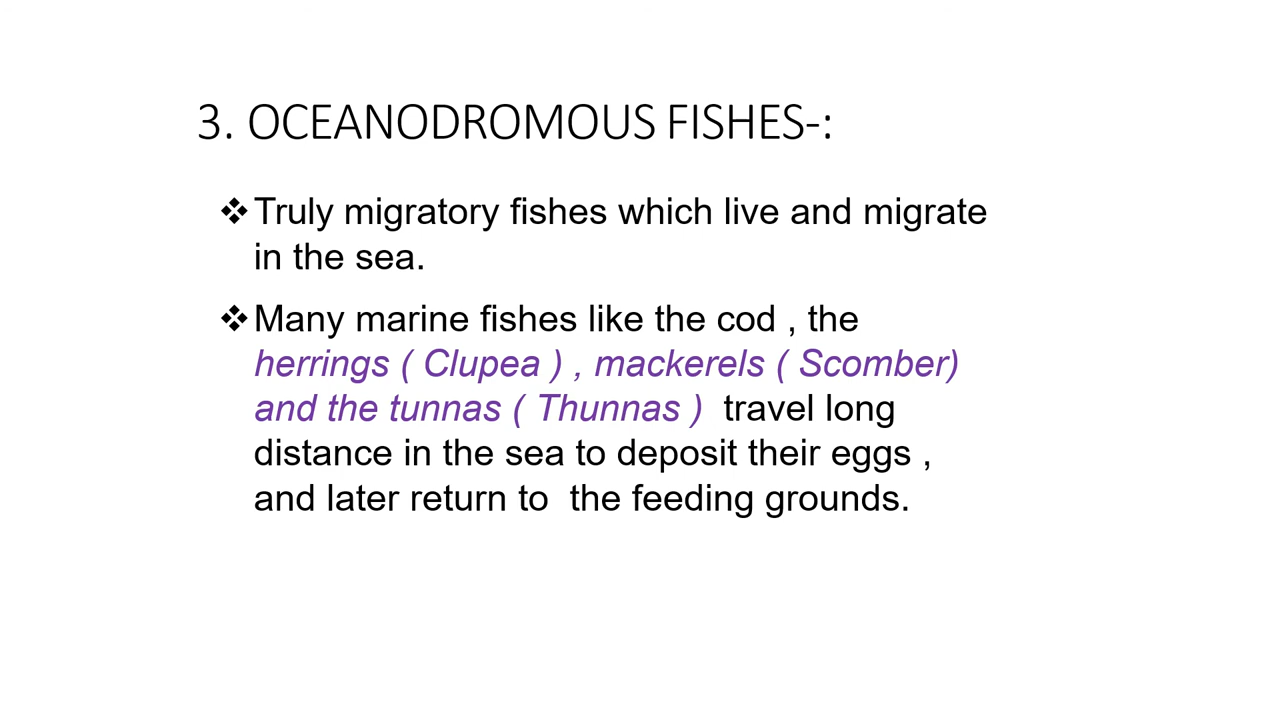 3. OCEANODROMOUS FISHES-:
❖Truly migratory fishes which live and migrate
in the sea.
❖Many marine fishes like the cod , the
herrings ( Clupea ) , mackerels ( Scomber)
and the tunnas ( Thunnas )  travel long
distance in the sea to deposit their eggs ,
and later return to  the feeding grounds.